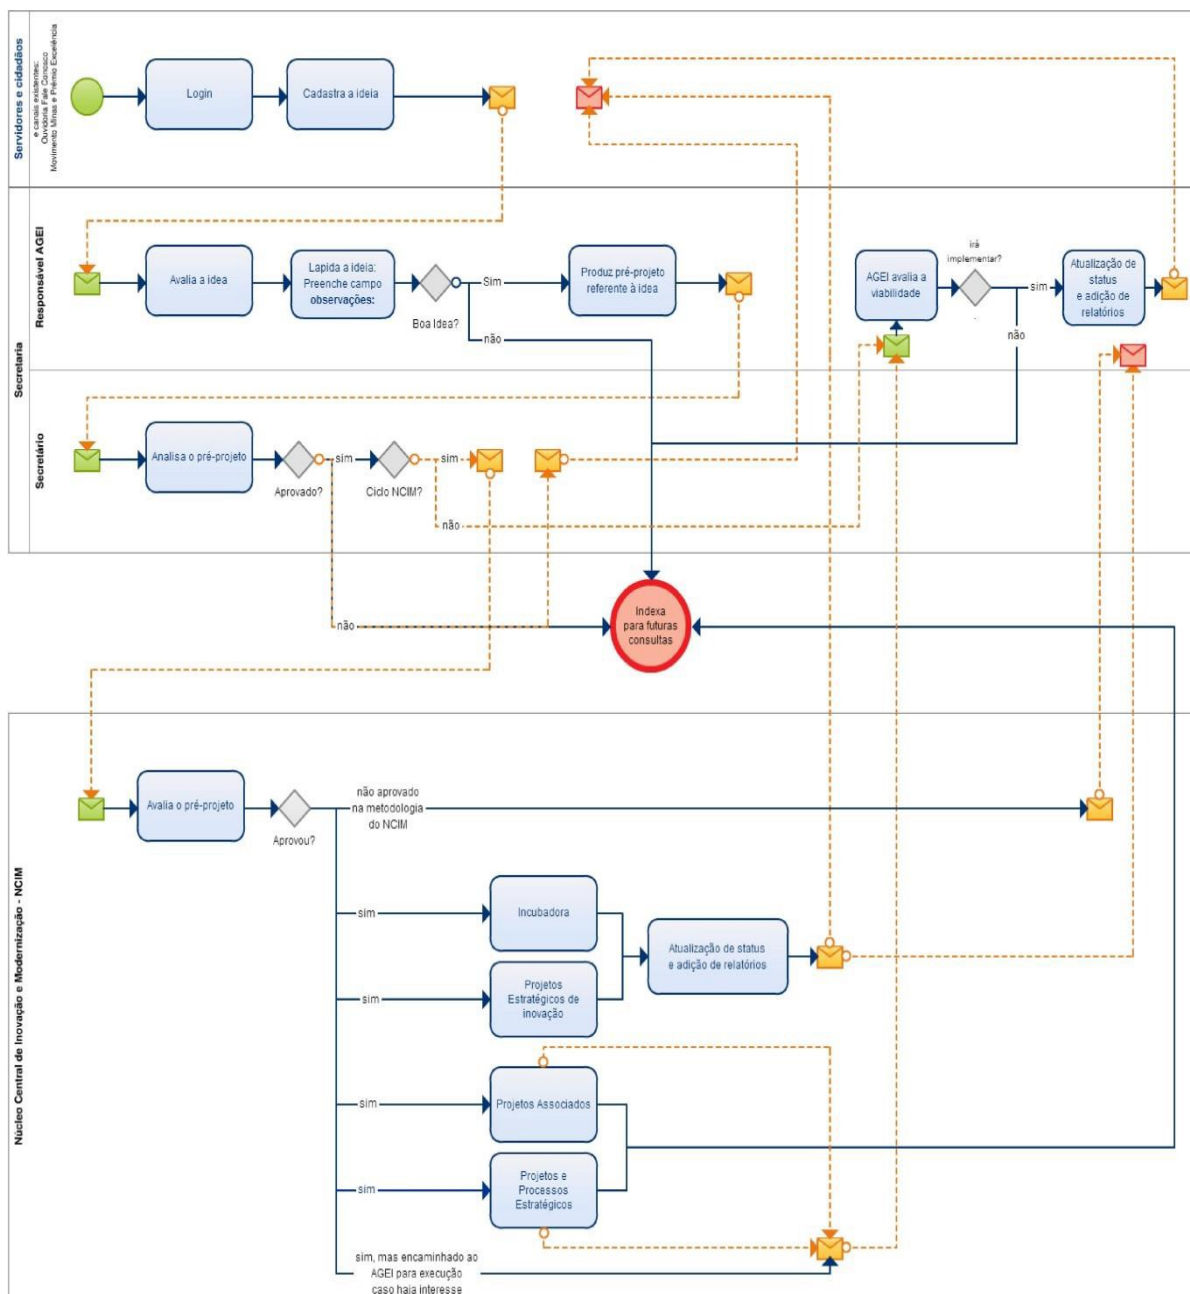 Servidores e cidadãos
e canais existentes:
Ouvidoria Fale Conosco
Movimento Minas e Prêmio Excelência
Login
Cadastra a ideia
Secretaria
Responsável AGEI
Avalia a idea
Lapida a ideia:
Preenche campo
observações:
Boa Idea?
Sim
não
Produz pré-projeto
referente à idea
AGEI avalia a
viabilidade
irá
implementar?
sim
não
Atualização de
status
e adição de
relatórios
Secretário
Analisa o pré-projeto
Aprovado?
sim
Ciclo NCIM?
sim
não
não
Indexa
para futuras
consultas
Núcleo Central de Inovação e Modernização - NCIM
Avalia o pré-projeto
Aprovou?
não aprovado
na metodologia
do NCIM
sim
Incubadora
Atualização de status
e adição de relatórios
sim
Projetos
Estratégicos de
inovação
sim
Projetos Associados
sim
Projetos e
Processos
Estratégicos
sim, mas encaminhado ao
AGEI para execução
caso haja interesse